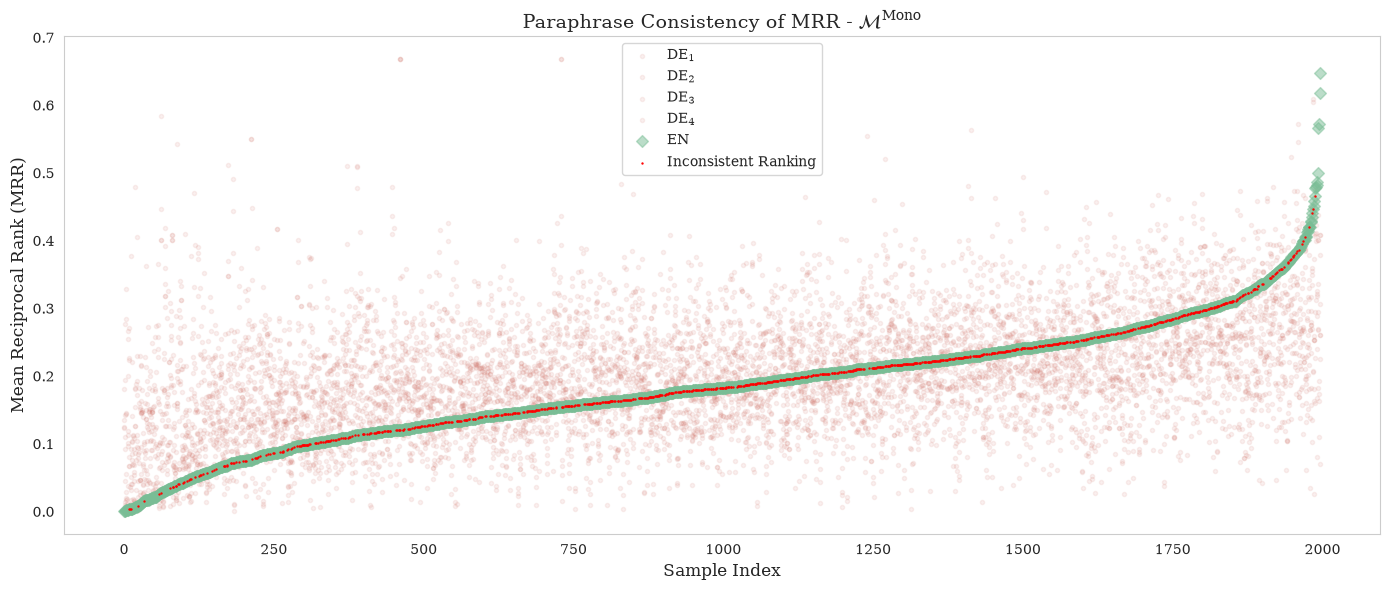 Paraphrase Consistency of MRR - 𝓜^Mono
0.7
0.6
0.5
0.4
0.3
0.2
0.1
0.0
Mean Reciprocal Rank (MRR)
DE₁
DE₂
DE₃
DE₄
EN
Inconsistent Ranking
0 250 500 750 1000 1250 1500 1750 2000
Sample Index